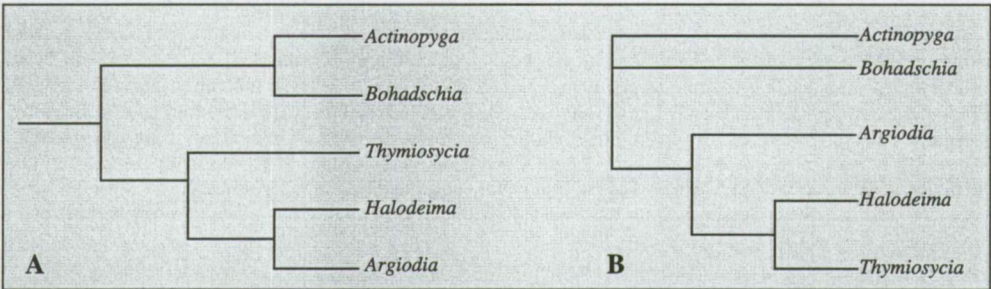 Actinopyga
Bohadschia
Thymiosycia
Halodeima
Argiodia
A
Actinopyga
Bohadschia
Argiodia
Halodeima
Thymiosycia
B